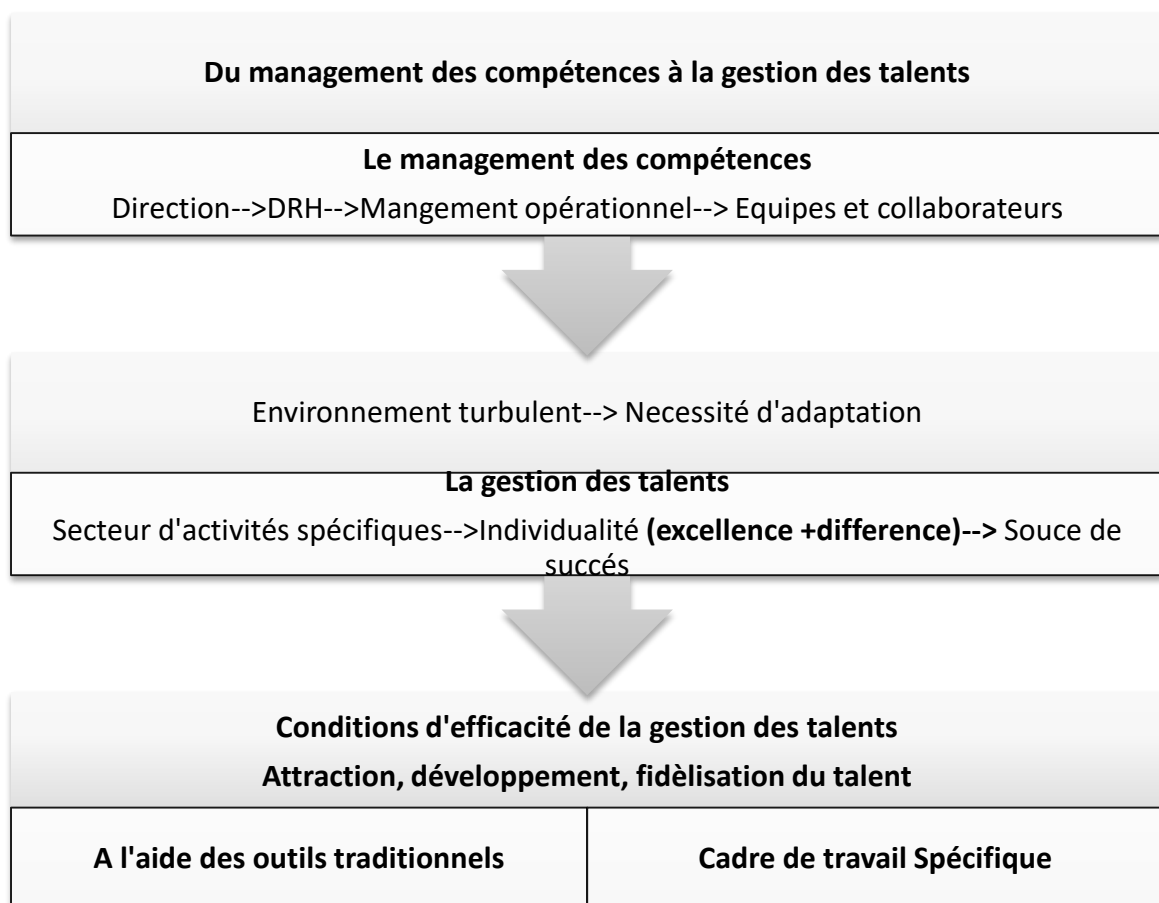 Du management des compétences à la gestion des talents
Le management des compétences
Direction-->DRH-->Mangement opérationnel--> Equipes et collaborateurs
Environnement turbulent--> Necessité d'adaptation
La gestion des talents
Secteur d'activités spécifiques-->Individualité (excellence +difference)--> Souce de
succés
Conditions d'efficacité de la gestion des talents
Attraction, développement, fidèlisation du talent
A l'aide des outils traditionnels
Cadre de travail Spécifique